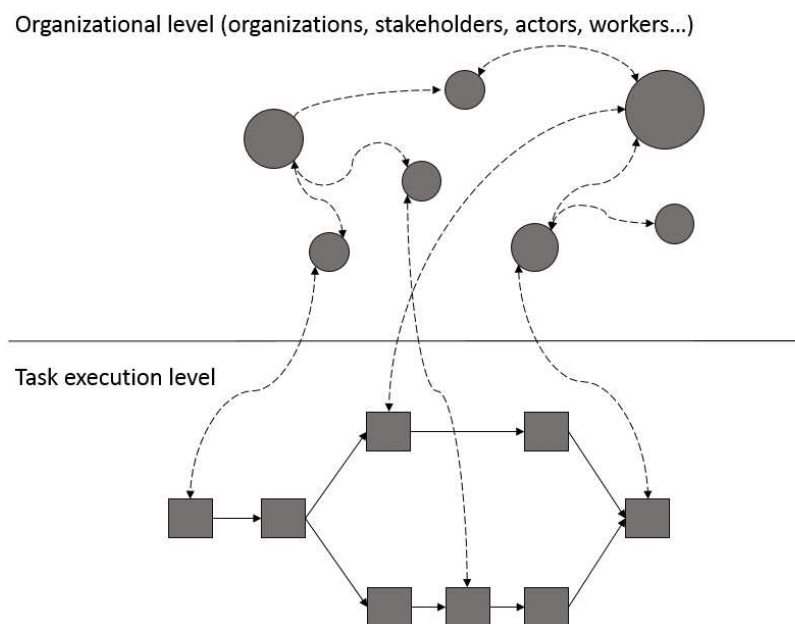 Organizational level (organizations, stakeholders, actors, workers...)
Task execution level